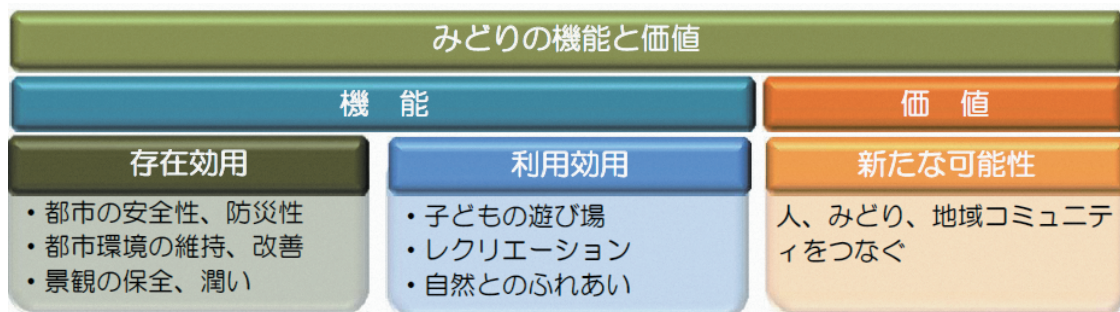 みどりの機能と価値
機 能
価 値
存在効用
・都市の安全性、防災性
・都市環境の維持、改善
・景観の保全、潤い
利用効用
・子どもの遊び場
・レクリエーション
・自然とのふれあい
新たな可能性
人、みどり、地域コミュニテ
ィをつなぐ